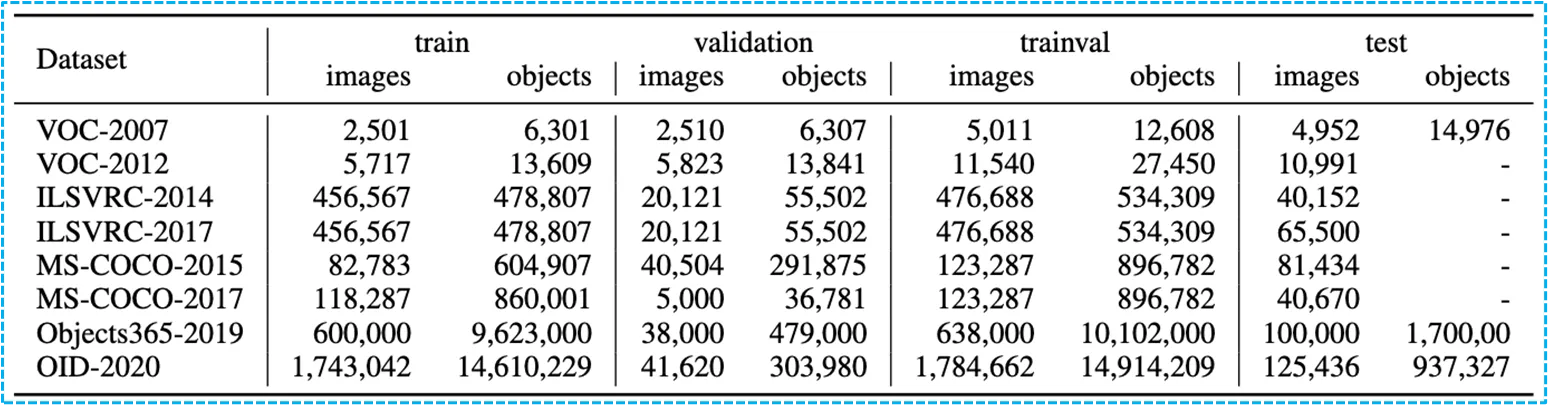 Dataset train validation trainval test
images objects images objects images objects images objects
VOC-2007 2,501 6,301 2,510 6,307 5,011 12,608 4,952 14,976
VOC-2012 5,717 13,609 5,823 13,841 11,540 27,450 10,991 -
ILSVRC-2014 456,567 478,807 20,121 55,502 476,688 534,309 40,152 -
ILSVRC-2017 456,567 478,807 20,121 55,502 476,688 534,309 65,500 -
MS-COCO-2015 82,783 604,907 40,504 291,875 123,287 896,782 81,434 -
MS-COCO-2017 118,287 860,001 5,000 36,781 123,287 896,782 40,670 -
Objects365-2019 600,000 9,623,000 38,000 479,000 638,000 10,102,000 100,000 1,700,00
OID-2020 1,743,042 14,610,229 41,620 303,980 1,784,662 14,914,209 125,436 937,327